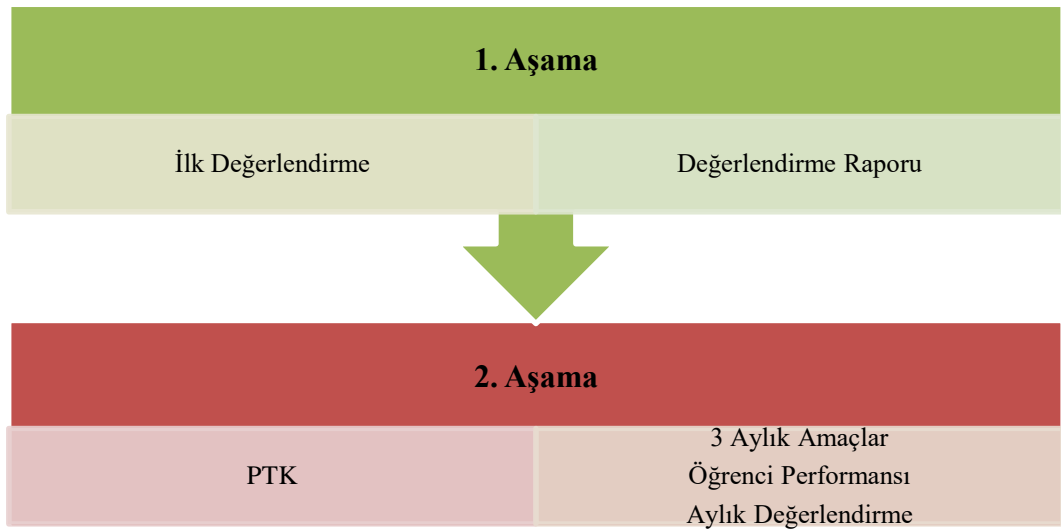 1. Aşama
İlk Değerlendirme
Değerlendirme Raporu
2. Aşama
PTK
3 Aylık Amaçlar
Öğrenci Performansı
Aylık Değerlendirme